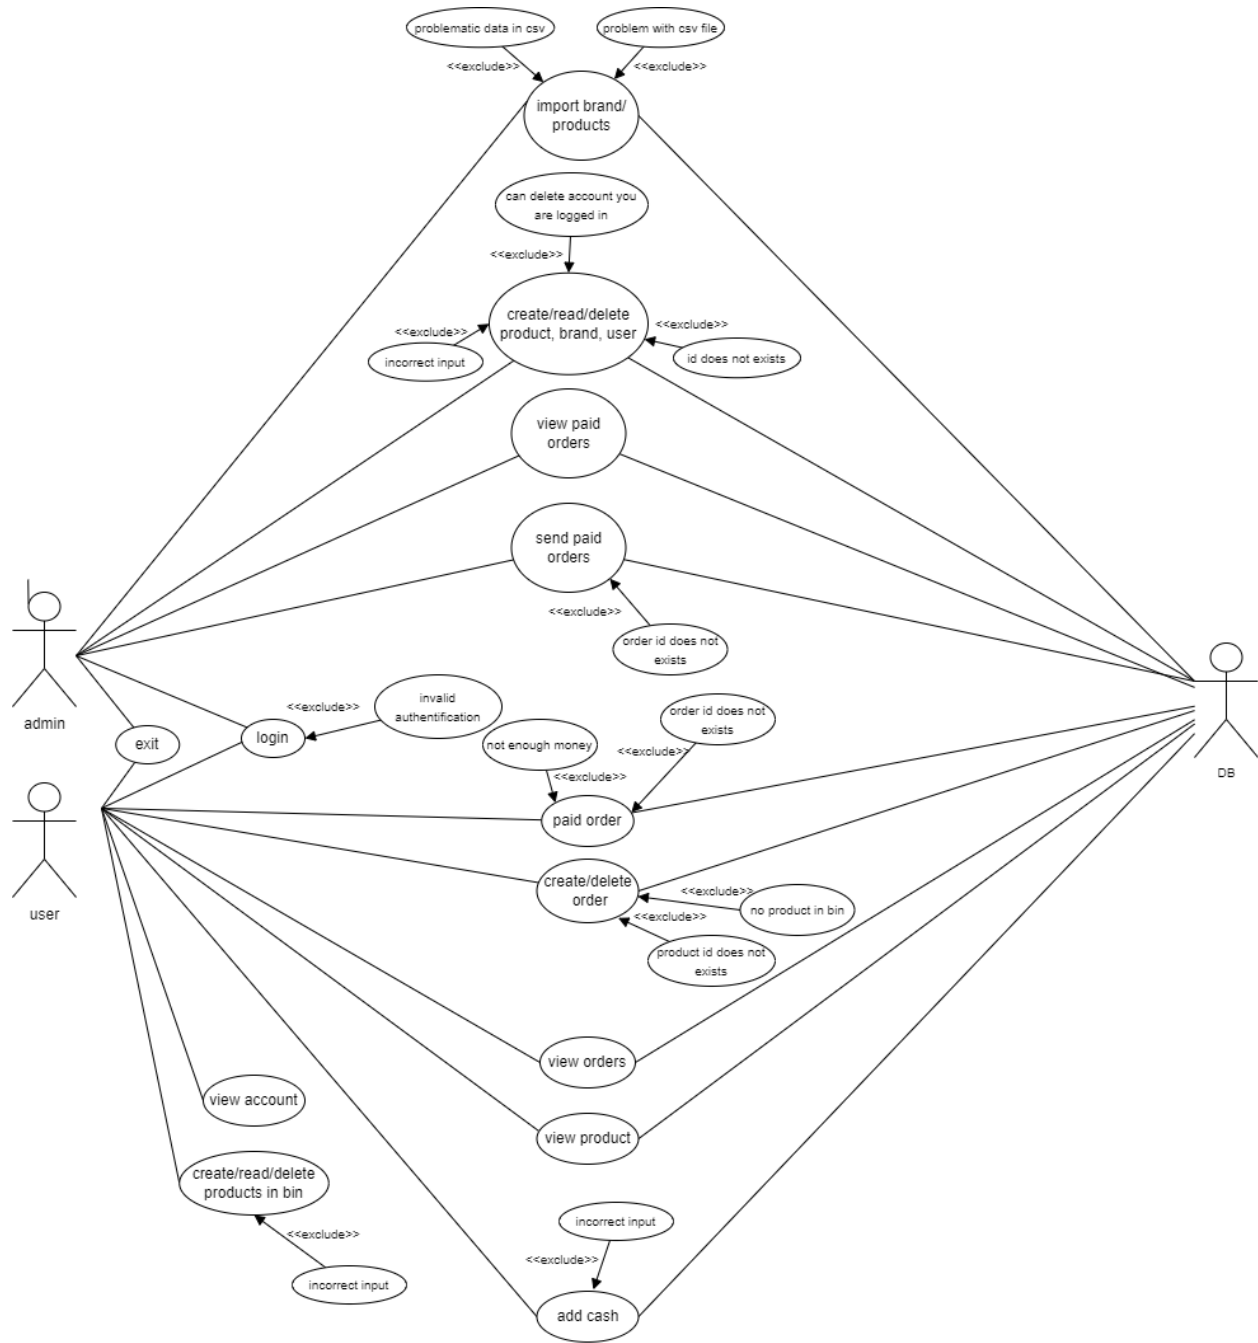 problematic data in csv
problem with csv file
<<exclude>>
<<exclude>>
import brand/
products
can delete account you
are logged in
<<exclude>>
create/read/delete
product, brand, user
<<exclude>>
<<exclude>>
incorrect input
id does not exists
view paid
orders
send paid
orders
<<exclude>>
order id does not
exists
admin
<<exclude>>
invalid
authentification
order id does not
exists
exit
login
not enough money
<<exclude>>
<<exclude>>
DB
paid order
user
create/delete
order
<<exclude>>
no product in bin
<<exclude>>
product id does not
exists
view orders
view account
view product
create/read/delete
products in bin
<<exclude>>
incorrect input
incorrect input
<<exclude>>
add cash